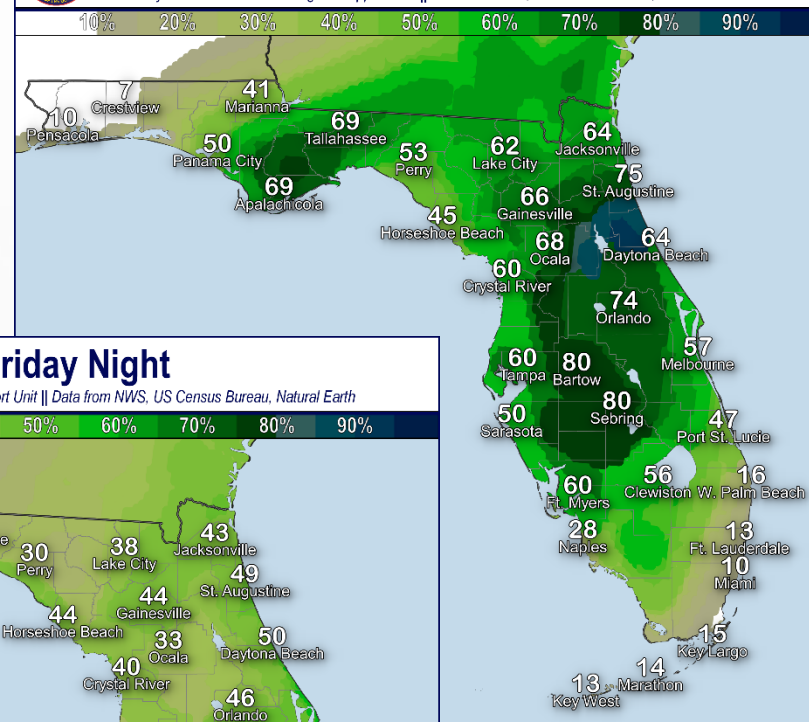 10% 20% 30% 40% 50% 60% 70% 80% 90%
7
Crestview
41
Marianna
10
Pensacola
69
Tallahassee
50
Panama City
53
Perry
62
Lake City
64
Jacksonville
69
Apalachicola
75
St. Augustine
66
Gainesville
45
Horseshoe Beach
68
Ocala
64
Daytona Beach
60
Crystal River
74
Orlando
57
Melbourne
60
Tampa
80
Bartow
80
Sebring
50
Sarasota
47
Port St. Lucie
60
Ft. Myers
56
Clewiston
16
W. Palm Beach
28
Naples
13
Ft. Lauderdale
10
Miami
15
Key Largo
14
Marathon
13
Key West
riday Night
ort Unit || Data from NWS, US Census Bureau, Natural Earth
50% 60% 70% 80% 90%
e
30
Perry
38
Lake City
43
Jacksonville
49
St. Augustine
44
Gainesville
44
Horseshoe Beach
33
Ocala
50
Daytona Beach
40
Crystal River
46
Orlando